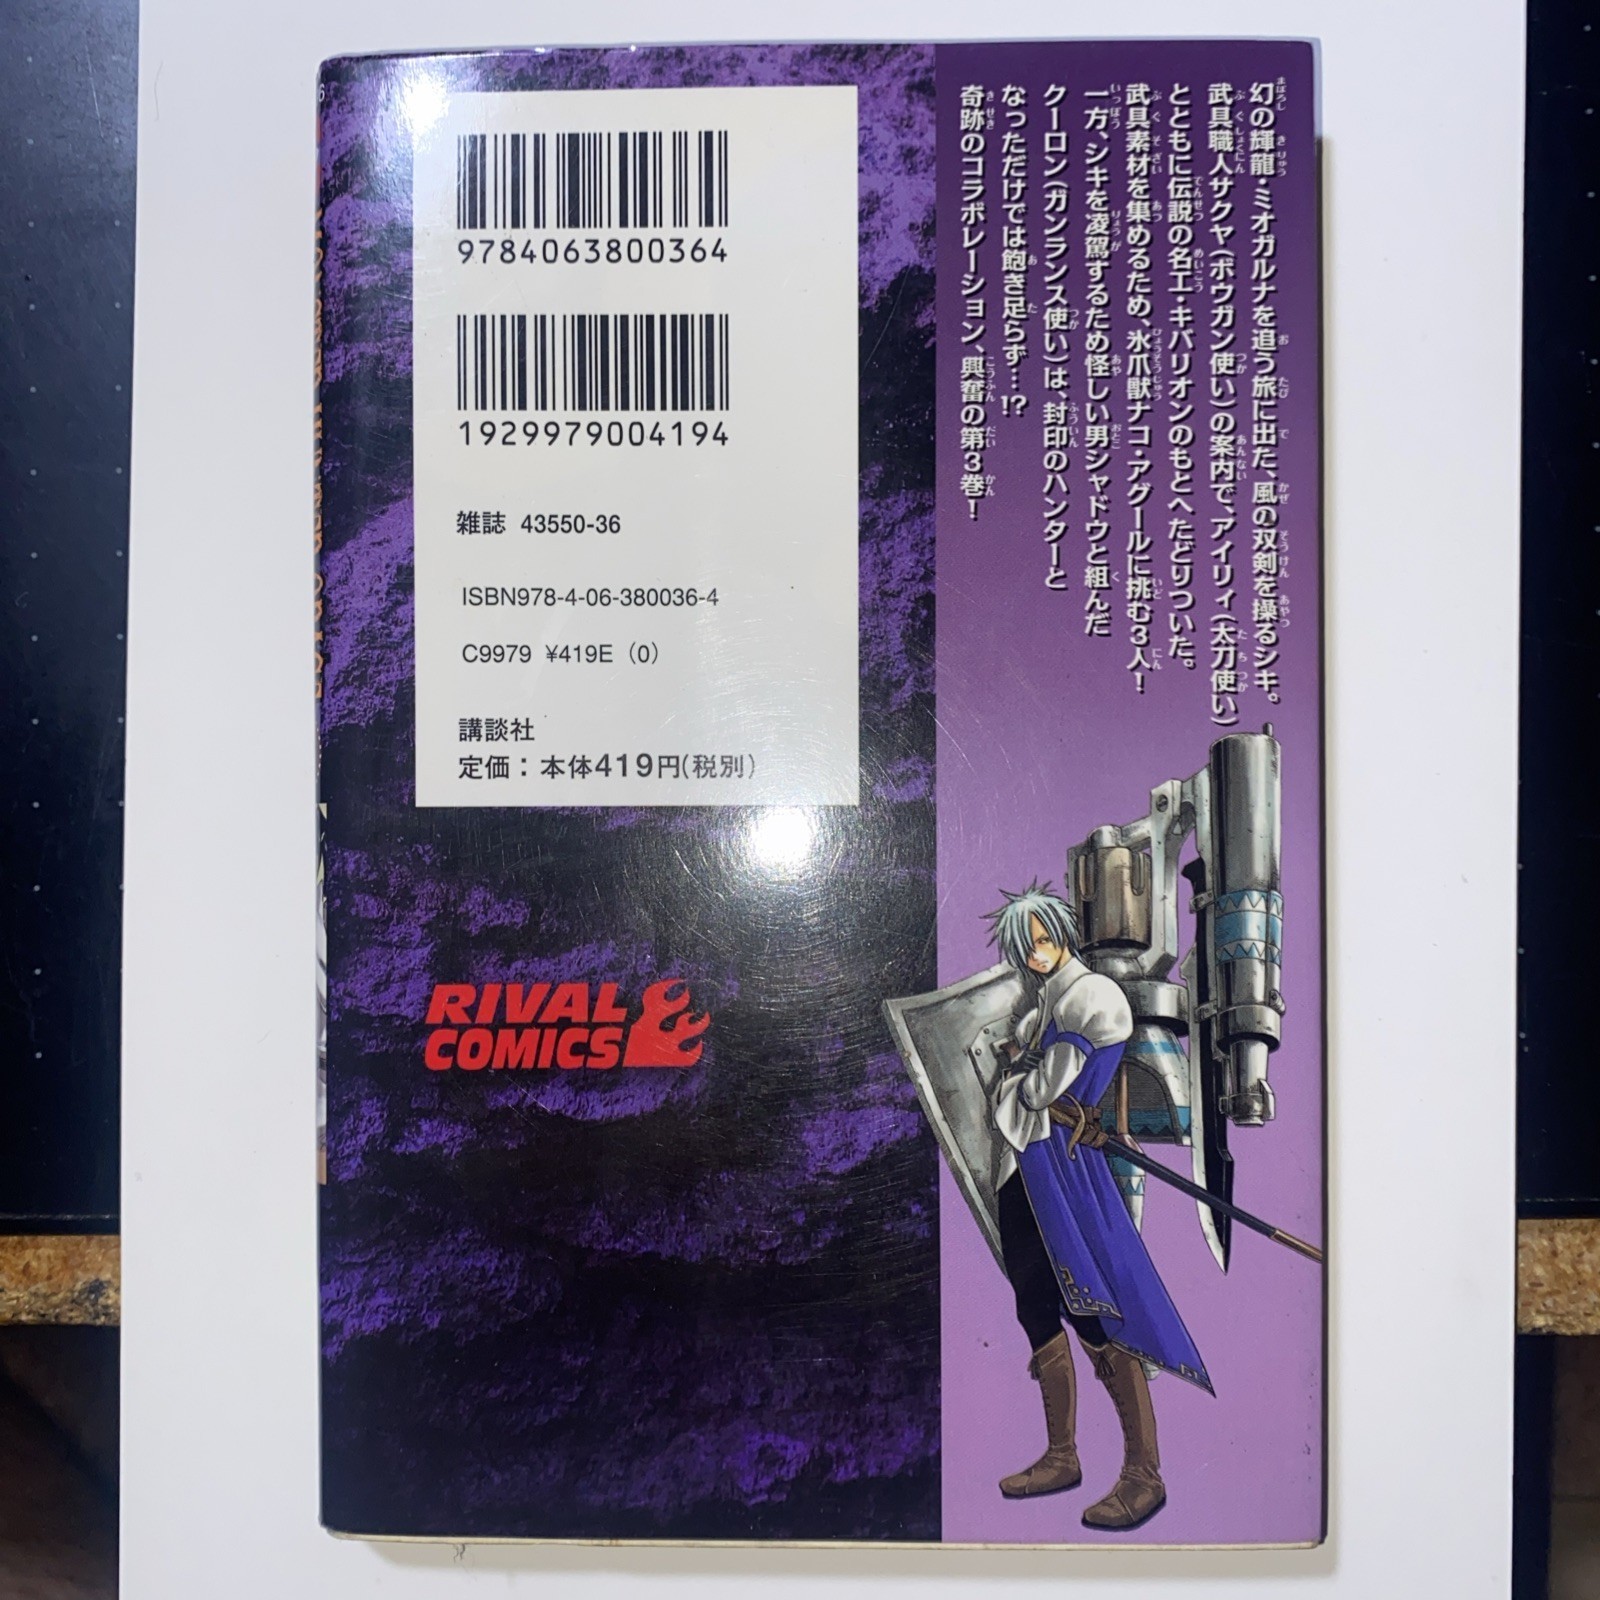 幻の輝龍・ミオガルナを追う旅に出た、風の双剣を操るシキ。
武具職人サクヤ(ボウガン使い)の案内で、アイリィ(太刀使い)
とともに伝説の名工・キバリオンのもとへたどりついた。
武具素材を集めるため、氷爪獣ナコ・アグールに挑む3人!
一方、シキを凌駕するため怪しい男シャドウと組んだ
クーロン(ガンランス使い)は、封印のハンターと
なっただけでは飽き足らず…!?
奇跡のコラボレーション、興奮の第3巻!
9784063800364
1929979004194
雑誌 43550-36
ISBN978-4-06-380036-4
C9979 ¥419E (0)
講談社
定価:本体419円(税別)
RIVAL
COMICS